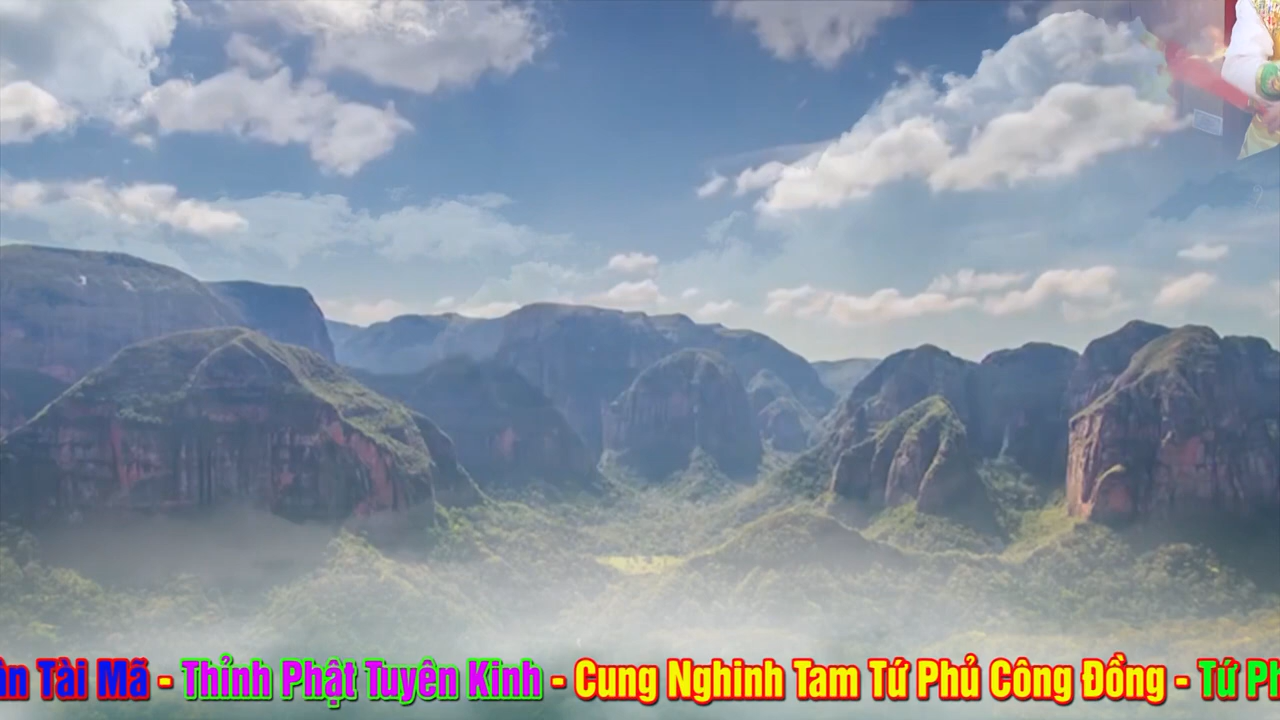 Tài Mã - Thỉnh Phật Tuyên Kinh - Cung Nghinh Tam Tứ Phủ Công Đồng - Tứ